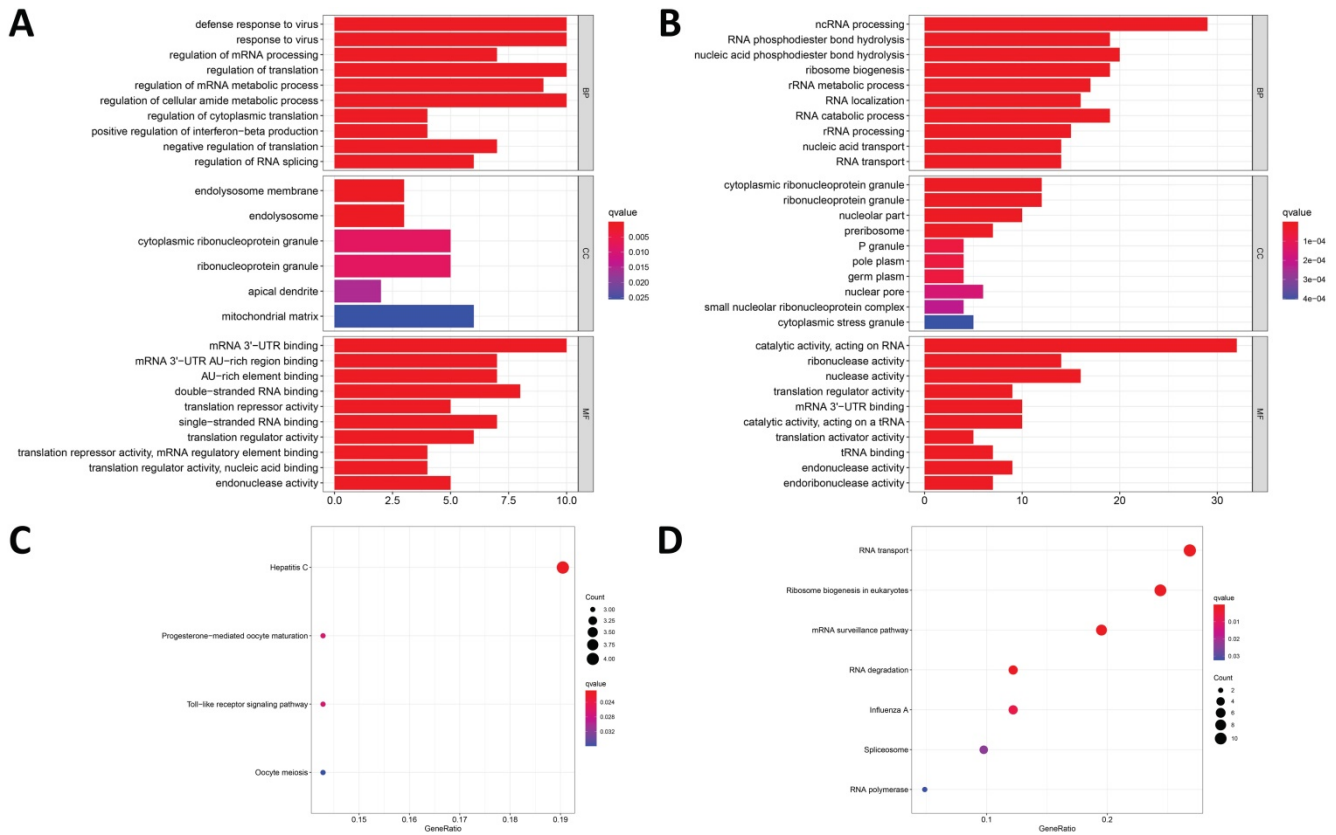 A
defense response to virus
response to virus
regulation of mRNA processing
regulation of translation
regulation of mRNA metabolic process
regulation of cellular amide metabolic process
regulation of cytoplasmic translation
positive regulation of interferon−beta production
negative regulation of translation
regulation of RNA splicing
BP
endolysosome membrane
endolysosome
cytoplasmic ribonucleoprotein granule
ribonucleoprotein granule
apical dendrite
mitochondrial matrix
CC
mRNA 3'−UTR binding
mRNA 3'−UTR AU−rich region binding
AU−rich element binding
double−stranded RNA binding
translation repressor activity
single−stranded RNA binding
translation regulator activity
translation repressor activity, mRNA regulatory element binding
translation regulator activity, nucleic acid binding
endonuclease activity
MF
0.0 2.5 5.0 7.5 10.0
qvalue
0.005
0.010
0.015
0.020
0.025
B
ncRNA processing
RNA phosphodiester bond hydrolysis
nucleic acid phosphodiester bond hydrolysis
ribosome biogenesis
rRNA metabolic process
RNA localization
RNA catabolic process
rRNA processing
nucleic acid transport
RNA transport
BP
cytoplasmic ribonucleoprotein granule
ribonucleoprotein granule
nucleolar part
preribosome
P granule
pole plasm
germ plasm
nuclear pore
small nucleolar ribonucleoprotein complex
cytoplasmic stress granule
CC
catalytic activity, acting on RNA
ribonuclease activity
nuclease activity
translation regulator activity
mRNA 3'−UTR binding
catalytic activity, acting on a tRNA
translation activator activity
tRNA binding
endonuclease activity
endoribonuclease activity
MF
0 10 20 30
qvalue
1e−04
2e−04
3e−04
4e−04
C
Hepatitis C
Progesterone−mediated oocyte maturation
Toll−like receptor signaling pathway
Oocyte meiosis
0.15 0.16 0.17 0.18 0.19
GeneRatio
Count
3.00
3.25
3.50
3.75
4.00
qvalue
0.024
0.028
0.032
D
RNA transport
Ribosome biogenesis in eukaryotes
mRNA surveillance pathway
RNA degradation
Influenza A
Spliceosome
RNA polymerase
0.1 0.2
GeneRatio
qvalue
0.01
0.02
0.03
Count
2
4
6
8
10